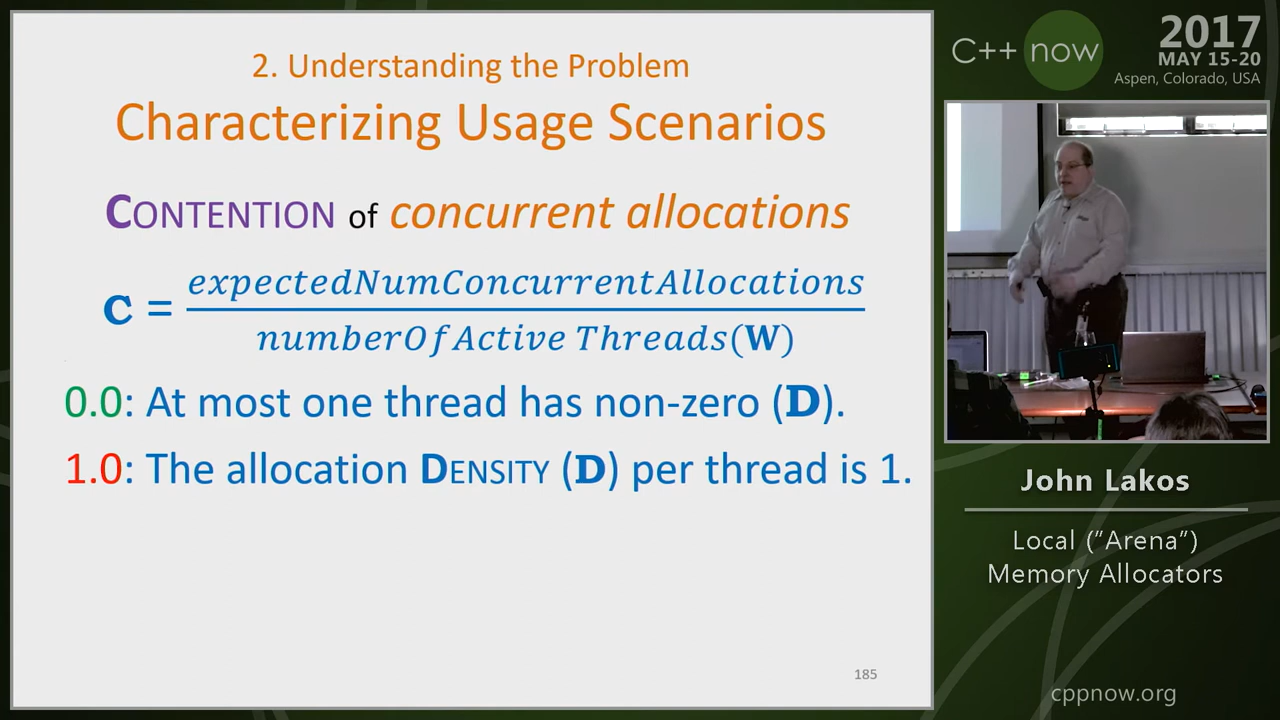 2. Understanding the Problem
Characterizing Usage Scenarios
CONTENTION of concurrent allocations
C = expectedNumConcurrentAllocations
numberOfActive Threads(W)
0.0: At most one thread has non-zero (D).
1.0: The allocation DENSITY (D) per thread is 1.
185
C++ now
2017
MAY 15-20
Aspen, Colorado, USA
John Lakos
Local ("Arena")
Memory Allocators
cppnow.org